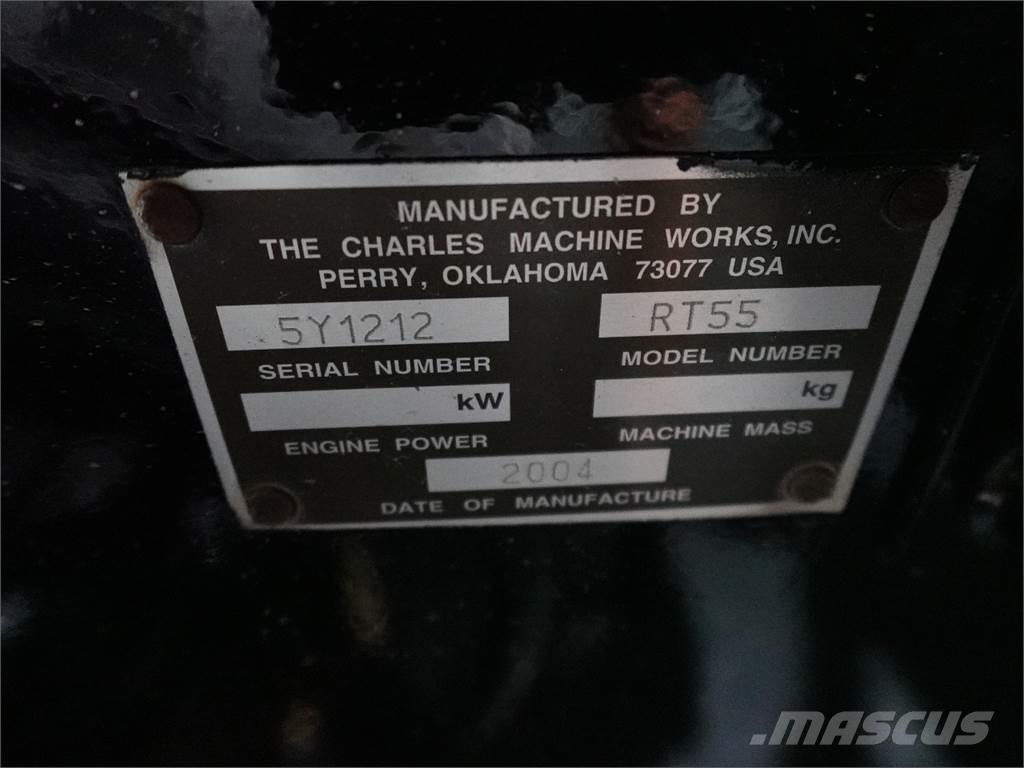 MANUFACTURED BY
THE CHARLES MACHINE WORKS, INC.
PERRY, OKLAHOMA 73077 USA
5Y1212 RT55
SERIAL NUMBER MODEL NUMBER
kW kg
ENGINE POWER MACHINE MASS
2004
DATE OF MANUFACTURE
.MASCUS